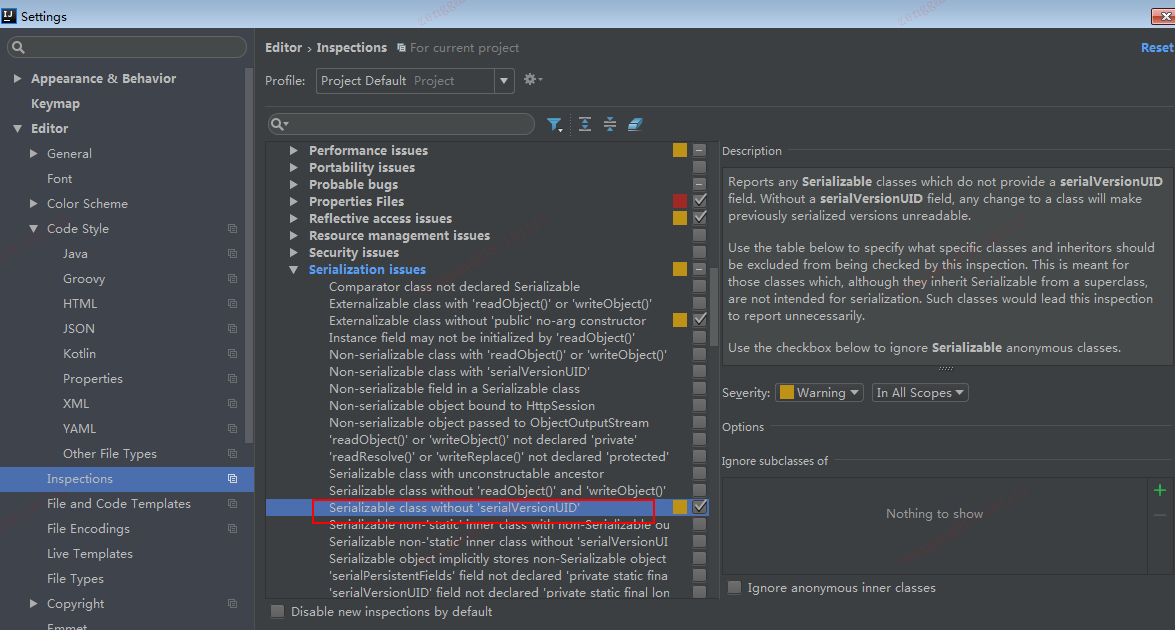 Settings
Appearance & Behavior
Keymap
Editor
General
Font
Color Scheme
Code Style
Java
Groovy
HTML
JSON
Kotlin
Properties
XML
YAML
Other File Types
Inspections
File and Code Templates
File Encodings
Live Templates
File Types
Copyright
Emmet
Editor › Inspections For current project
Reset
Profile: Project Default Project
Performance issues
Portability issues
Probable bugs
Properties Files
Reflective access issues
Resource management issues
Security issues
Serialization issues
Comparator class not declared Serializable
Externalizable class with 'readObject()' or 'writeObject()'
Externalizable class without 'public' no-arg constructor
Instance field may not be initialized by 'readObject()'
Non-serializable class with 'readObject()' or 'writeObject()'
Non-serializable class with 'serialVersionUID'
Non-serializable field in a Serializable class
Non-serializable object bound to HttpSession
Non-serializable object passed to ObjectOutputStream
'readObject()' or 'writeObject()' not declared 'private'
'readResolve()' or 'writeReplace()' not declared 'protected'
Serializable class with unconstructable ancestor
Serializable class without 'readObject()' and 'writeObject()'
Serializable class without 'serialVersionUID'
Serializable non-'static' inner class with non-Serializable ou
Serializable non-'static' inner class without 'serialVersionUI
Serializable object implicitly stores non-Serializable object
'serialPersistentFields' field not declared 'private static fina
'serialVersionUID' field not declared 'private static final lon
Disable new inspections by default
Description
Reports any Serializable classes which do not provide a serialVersionUID
field. Without a serialVersionUID field, any change to a class will make
previously serialized versions unreadable.
Use the table below to specify what specific classes and inheritors should
be excluded from being checked by this inspection. This is meant for
those classes which, although they inherit Serializable from a superclass,
are not intended for serialization. Such classes would lead this inspection
to report unnecessarily.
Use the checkbox below to ignore Serializable anonymous classes.
Severity: Warning In All Scopes
Options
Ignore subclasses of
Nothing to show
Ignore anonymous inner classes